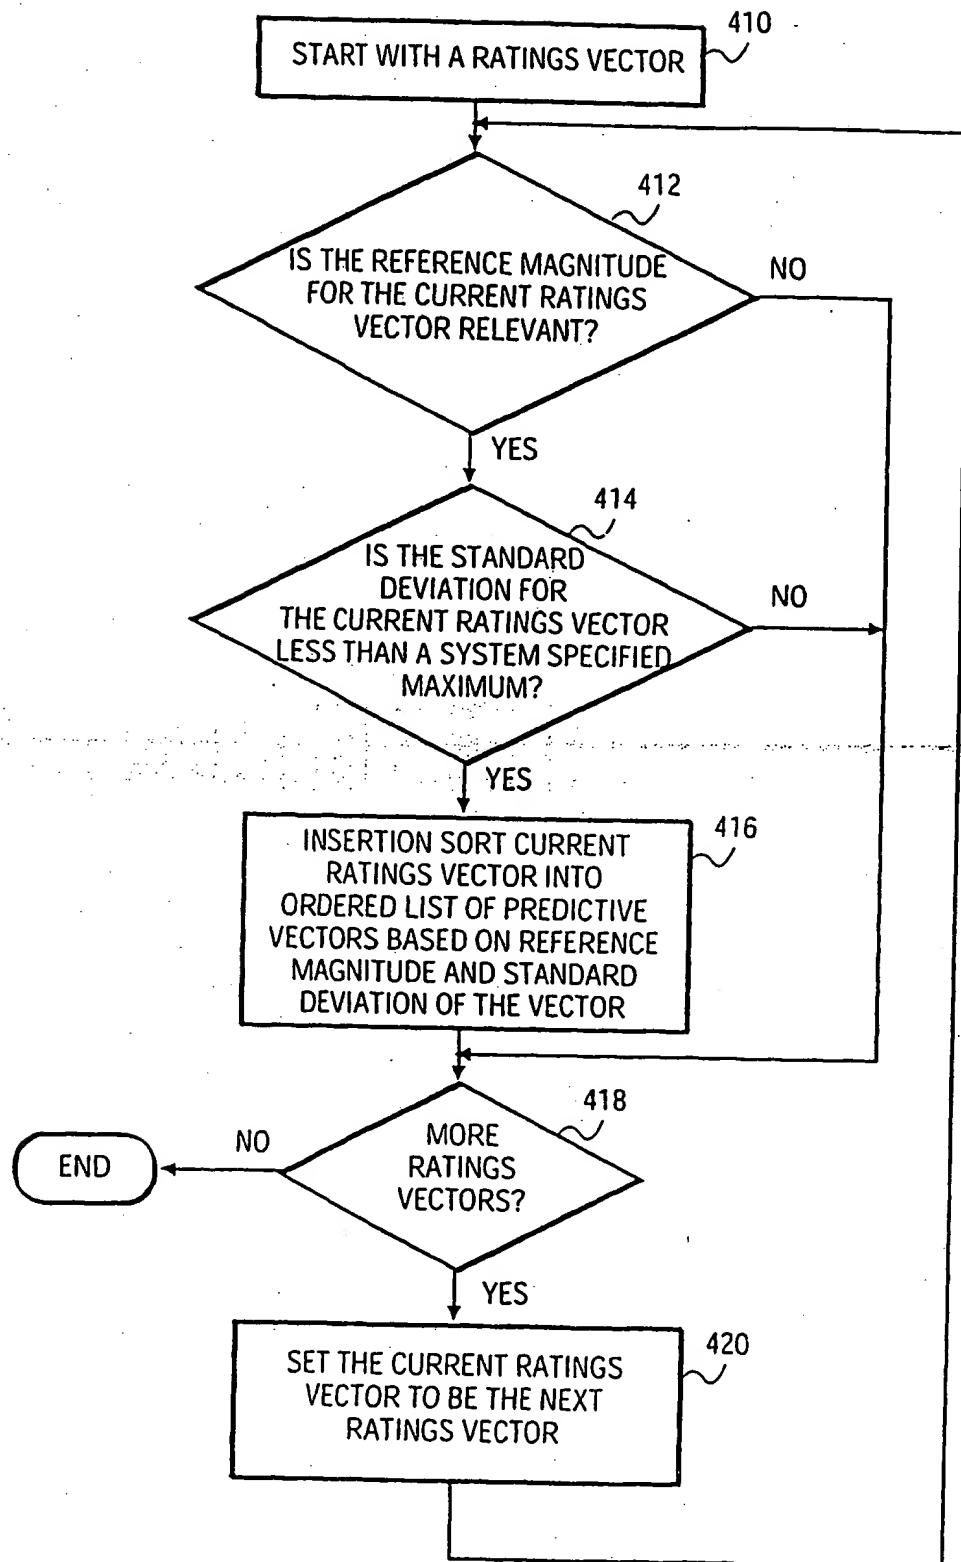 410
START WITH A RATINGS VECTOR
412
IS THE REFERENCE MAGNITUDE
FOR THE CURRENT RATINGS
VECTOR RELEVANT?
NO
YES
414
IS THE STANDARD
DEVIATION FOR
THE CURRENT RATINGS VECTOR
LESS THAN A SYSTEM SPECIFIED
MAXIMUM?
NO
YES
416
INSERTION SORT CURRENT
RATINGS VECTOR INTO
ORDERED LIST OF PREDICTIVE
VECTORS BASED ON REFERENCE
MAGNITUDE AND STANDARD
DEVIATION OF THE VECTOR
418
MORE
RATINGS
VECTORS?
NO
END
YES
420
SET THE CURRENT RATINGS
VECTOR TO BE THE NEXT
RATINGS VECTOR